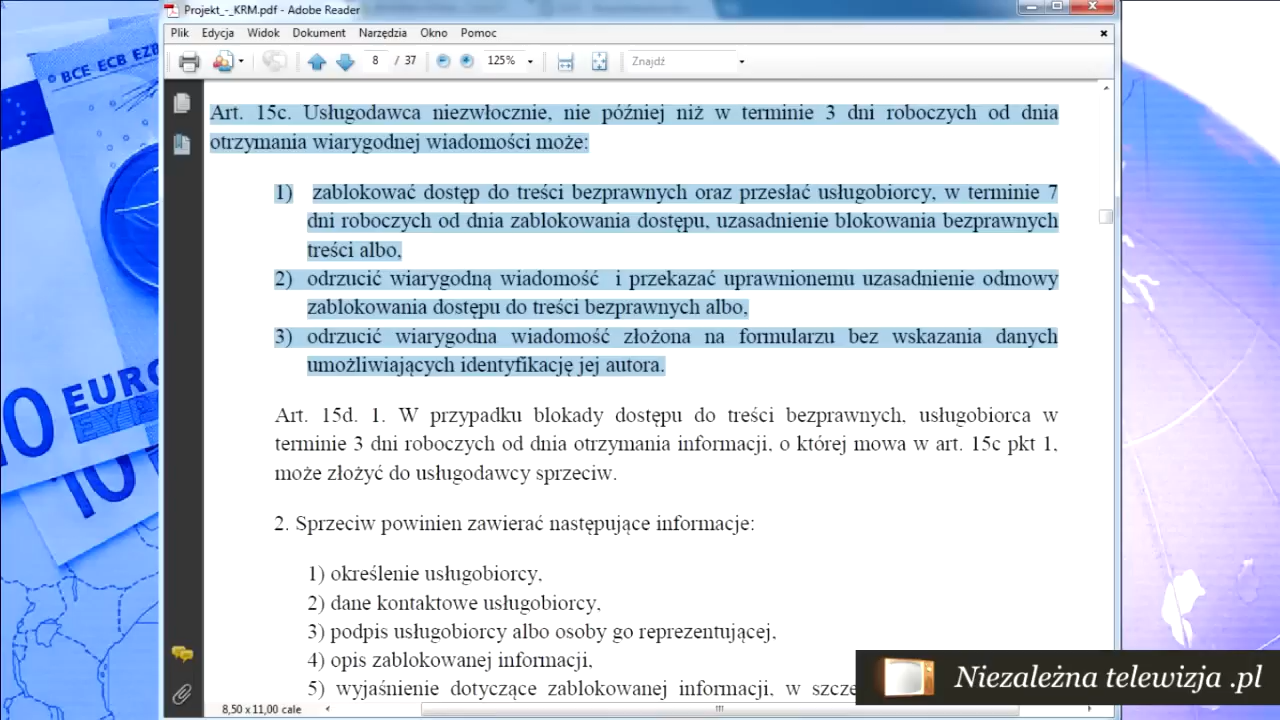 Projekt_-_KRM.pdf - Adobe Reader
Plik Edycja Widok Dokument Narzędzia Okno Pomoc
8 / 37 125% Znajdź
Art. 15c. Usługodawca niezwłocznie, nie później niż w terminie 3 dni roboczych od dnia
otrzymania wiarygodnej wiadomości może:
1) zablokować dostęp do treści bezprawnych oraz przesłać usługobiorcy, w terminie 7
dni roboczych od dnia zablokowania dostępu, uzasadnienie blokowania bezprawnych
treści albo,
2) odrzucić wiarygodną wiadomość i przekazać uprawnionemu uzasadnienie odmowy
zablokowania dostępu do treści bezprawnych albo,
3) odrzucić wiarygodna wiadomość złożona na formularzu bez wskazania danych
umożliwiających identyfikację jej autora.
Art. 15d. 1. W przypadku blokady dostępu do treści bezprawnych, usługobiorca w
terminie 3 dni roboczych od dnia otrzymania informacji, o której mowa w art. 15c pkt 1,
może złożyć do usługodawcy sprzeciw.
2. Sprzeciw powinien zawierać następujące informacje:
1) określenie usługobiorcy,
2) dane kontaktowe usługobiorcy,
3) podpis usługobiorcy albo osoby go reprezentującej,
4) opis zablokowanej informacji,
5) wyjaśnienie dotyczące zablokowanej informacji, w szcze
8,50 x 11,00 cale
Niezależna telewizja .pl
BCE ECB EZB
10 EURO
10